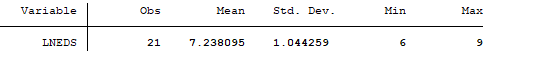 Variable Obs Mean Std. Dev. Min Max
LNEDS 21 7.238095 1.044259 6 9